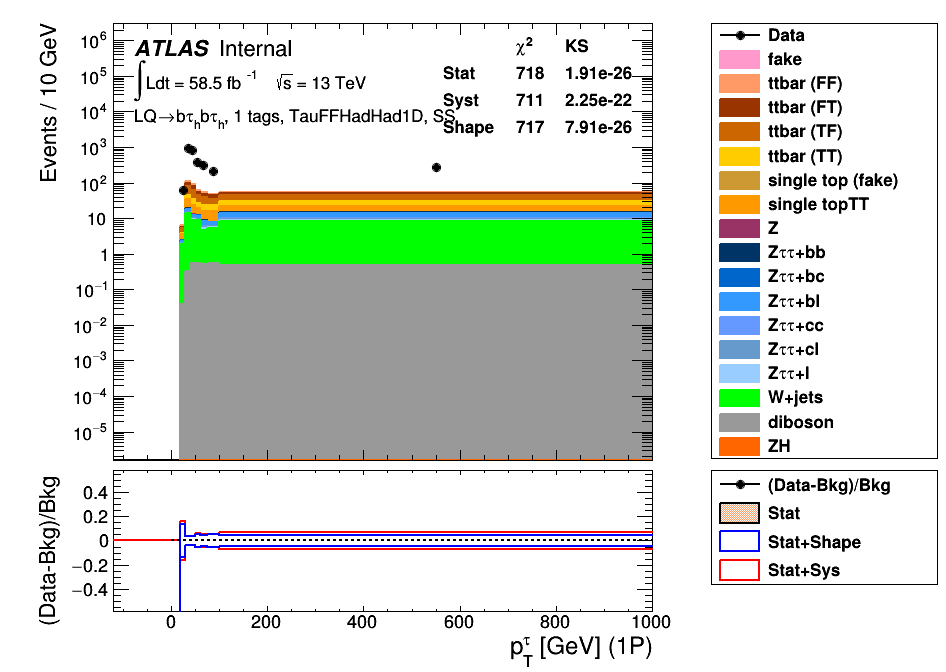 ATLAS Internal
∫Ldt = 58.5 fb⁻¹ √s = 13 TeV
LQ→bτₕbτₕ, 1 tags, TauFFHadHad1D, SS
χ² KS
Stat 718 1.91e-26
Syst 711 2.25e-22
Shape 717 7.91e-26
Events / 10 GeV
10⁶
10⁵
10⁴
10³
10²
10
1
10⁻¹
10⁻²
10⁻³
10⁻⁴
10⁻⁵
Data
fake
ttbar (FF)
ttbar (FT)
ttbar (TF)
ttbar (TT)
single top (fake)
single topTT
Z
Zττ+bb
Zττ+bc
Zττ+bl
Zττ+cc
Zττ+cl
Zττ+l
W+jets
diboson
ZH
(Data-Bkg)/Bkg
0.4
0.2
0
−0.2
−0.4
0 200 400 600 800 1000
p_T^τ [GeV] (1P)
(Data-Bkg)/Bkg
Stat
Stat+Shape
Stat+Sys